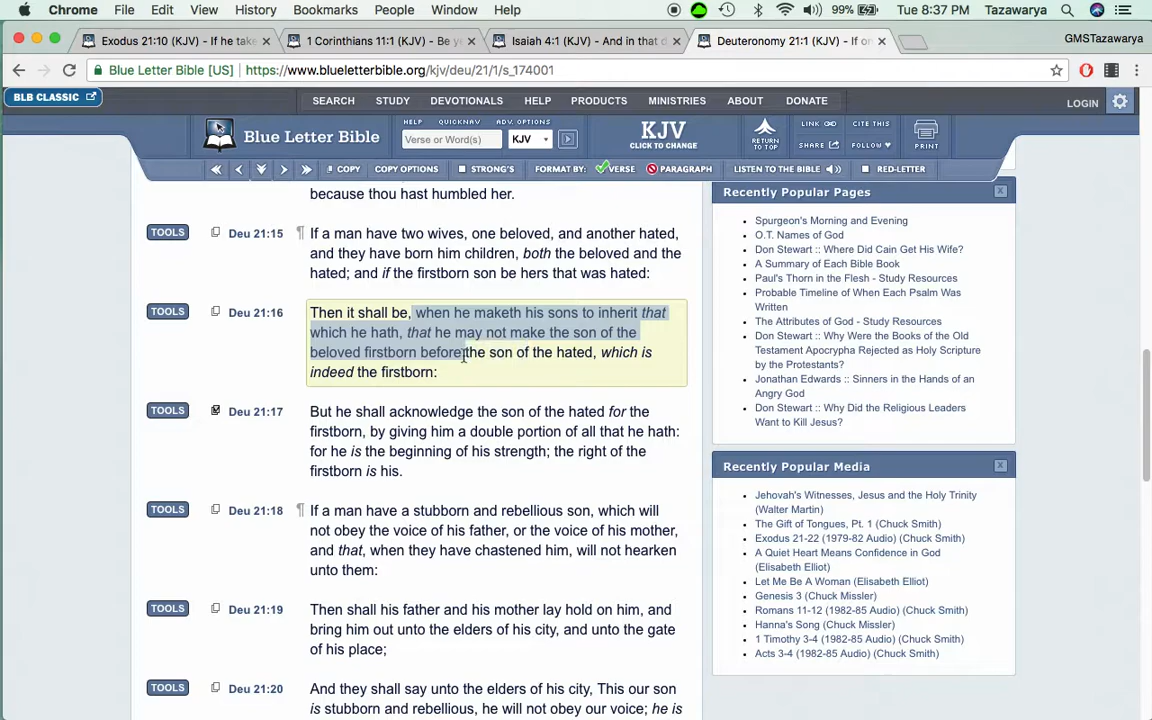 Chrome File Edit View History Bookmarks People Window Help 99% Tue 8:37 PM Tazawarya
Exodus 21:10 (KJV) - If he take × 1 Corinthians 11:1 (KJV) - Be y × Isaiah 4:1 (KJV) - And in that d × Deuteronomy 21:1 (KJV) - If on × GMSTazawarya
Blue Letter Bible [US] https://www.blueletterbible.org/kjv/deu/21/1/s_174001
BLB CLASSIC
SEARCH STUDY DEVOTIONALS HELP PRODUCTS MINISTRIES ABOUT DONATE LOGIN
HELP QUICKNAV ADV. OPTIONS
Blue Letter Bible Verse or Word(s) KJV
KJV
CLICK TO CHANGE
RETURN TO TOP
LINK CITE THIS
SHARE FOLLOW PRINT
COPY COPY OPTIONS STRONG'S FORMAT BY: VERSE PARAGRAPH LISTEN TO THE BIBLE RED-LETTER
because thou hast humbled her.
TOOLS Deu 21:15 ¶ If a man have two wives, one beloved, and another hated,
and they have born him children, both the beloved and the
hated; and if the firstborn son be hers that was hated:
TOOLS Deu 21:16 Then it shall be, when he maketh his sons to inherit that
which he hath, that he may not make the son of the
beloved firstborn before the son of the hated, which is
indeed the firstborn:
TOOLS Deu 21:17 But he shall acknowledge the son of the hated for the
firstborn, by giving him a double portion of all that he hath:
for he is the beginning of his strength; the right of the
firstborn is his.
TOOLS Deu 21:18 ¶ If a man have a stubborn and rebellious son, which will
not obey the voice of his father, or the voice of his mother,
and that, when they have chastened him, will not hearken
unto them:
TOOLS Deu 21:19 Then shall his father and his mother lay hold on him, and
bring him out unto the elders of his city, and unto the gate
of his place;
TOOLS Deu 21:20 And they shall say unto the elders of his city, This our son
is stubborn and rebellious, he will not obey our voice; he is
Recently Popular Pages x
Spurgeon's Morning and Evening
O.T. Names of God
Don Stewart :: Where Did Cain Get His Wife?
A Summary of Each Bible Book
Paul's Thorn in the Flesh - Study Resources
Probable Timeline of When Each Psalm Was
Written
The Attributes of God - Study Resources
Don Stewart :: Why Were the Books of the Old
Testament Apocrypha Rejected as Holy Scripture
by the Protestants?
Jonathan Edwards :: Sinners in the Hands of an
Angry God
Don Stewart :: Why Did the Religious Leaders
Want to Kill Jesus?
Recently Popular Media x
Jehovah's Witnesses, Jesus and the Holy Trinity
(Walter Martin)
The Gift of Tongues, Pt. 1 (Chuck Smith)
Exodus 21-22 (1979-82 Audio) (Chuck Smith)
A Quiet Heart Means Confidence in God
(Elisabeth Elliot)
Let Me Be A Woman (Elisabeth Elliot)
Genesis 3 (Chuck Missler)
Romans 11-12 (1982-85 Audio) (Chuck Smith)
Hanna's Song (Chuck Missler)
1 Timothy 3-4 (1982-85 Audio) (Chuck Smith)
Acts 3-4 (1982-85 Audio) (Chuck Smith)